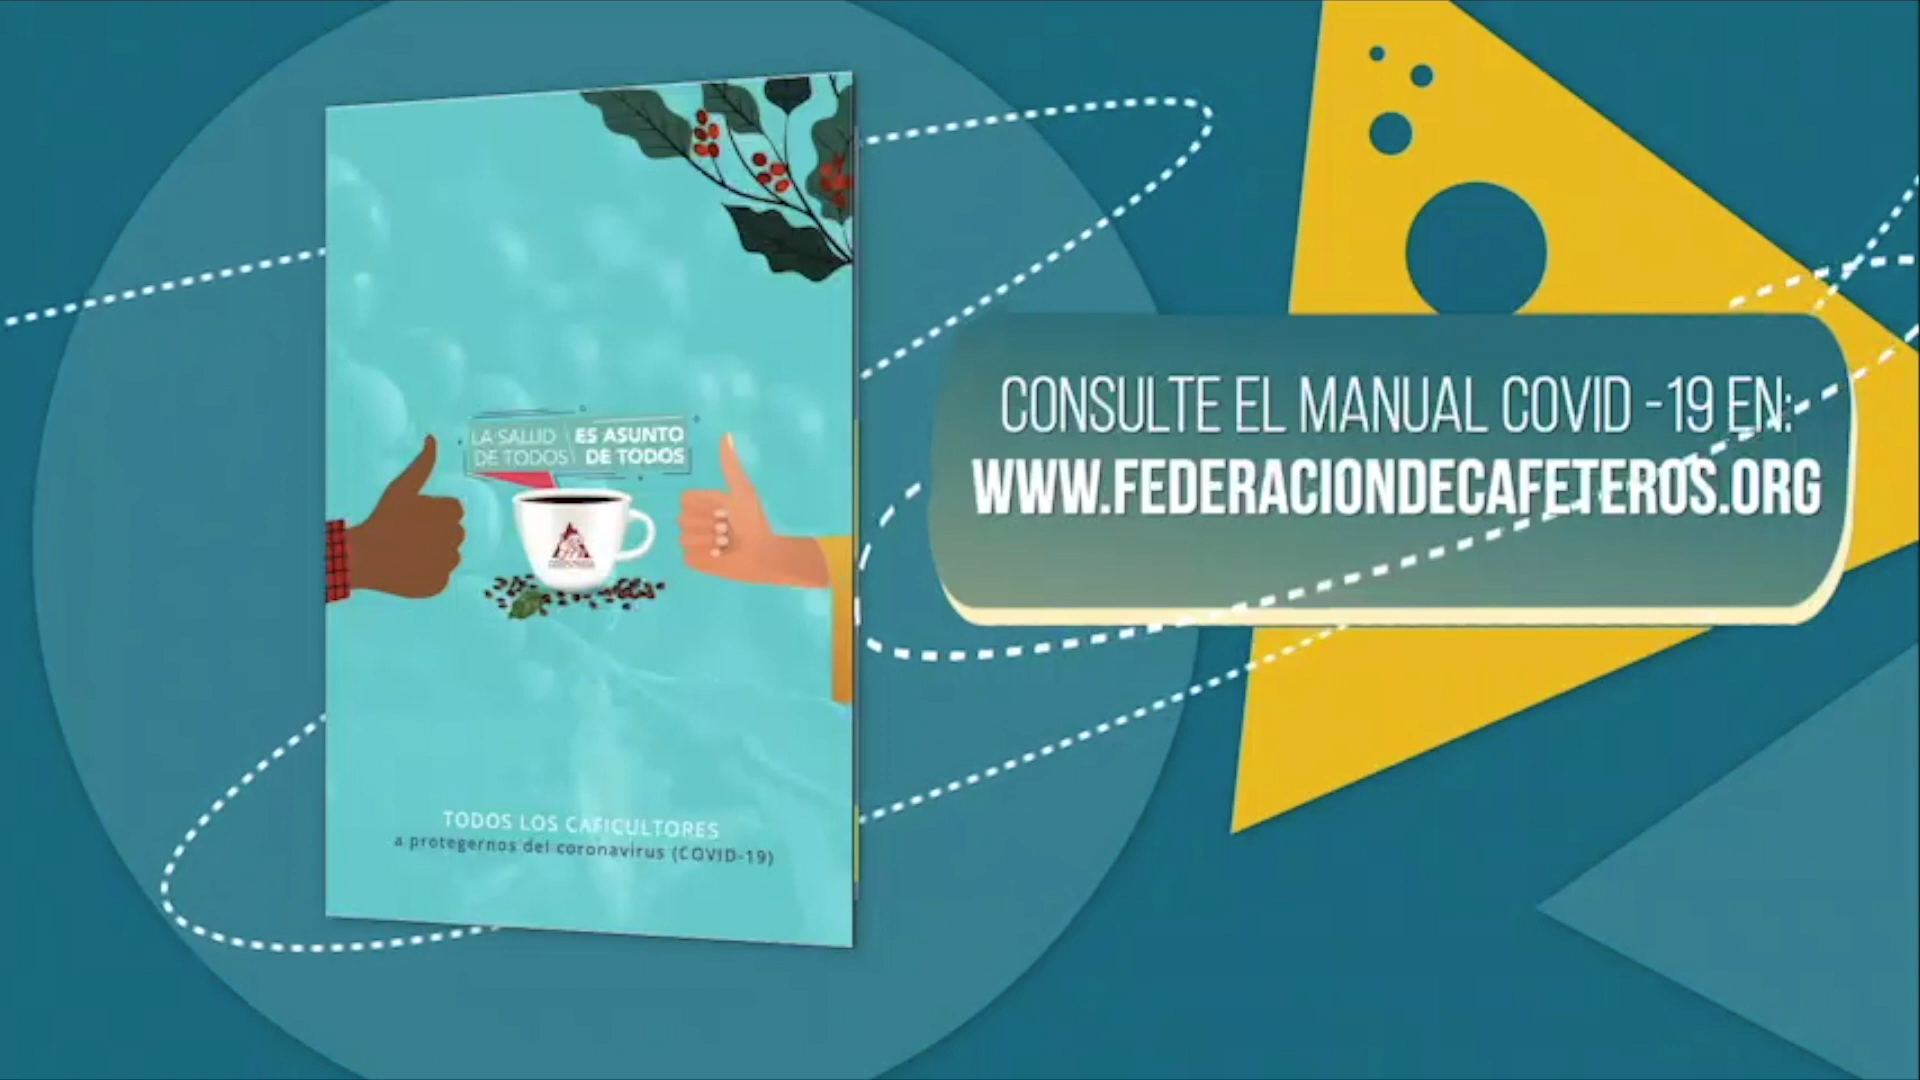 LA SALUD
DE TODOS
ES ASUNTO
DE TODOS
TODOS LOS CAFICULTORES
a protegernos del coronavirus (COVID-19)
CONSULTE EL MANUAL COVID -19 EN:
WWW.FEDERACIONDECAFETEROS.ORG